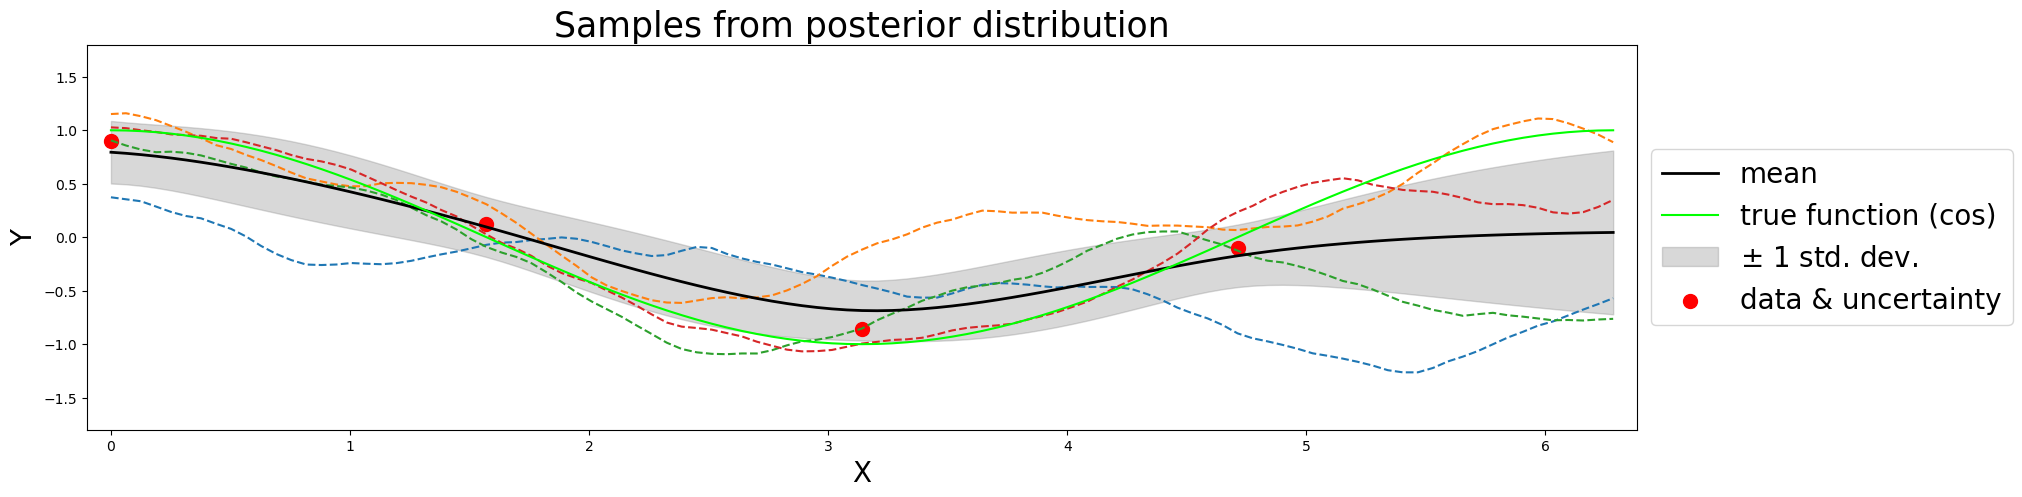 Samples from posterior distribution
Y
1.5
1.0
0.5
0.0
−0.5
−1.0
−1.5
0 1 2 3 4 5 6
X
mean
true function (cos)
± 1 std. dev.
data & uncertainty